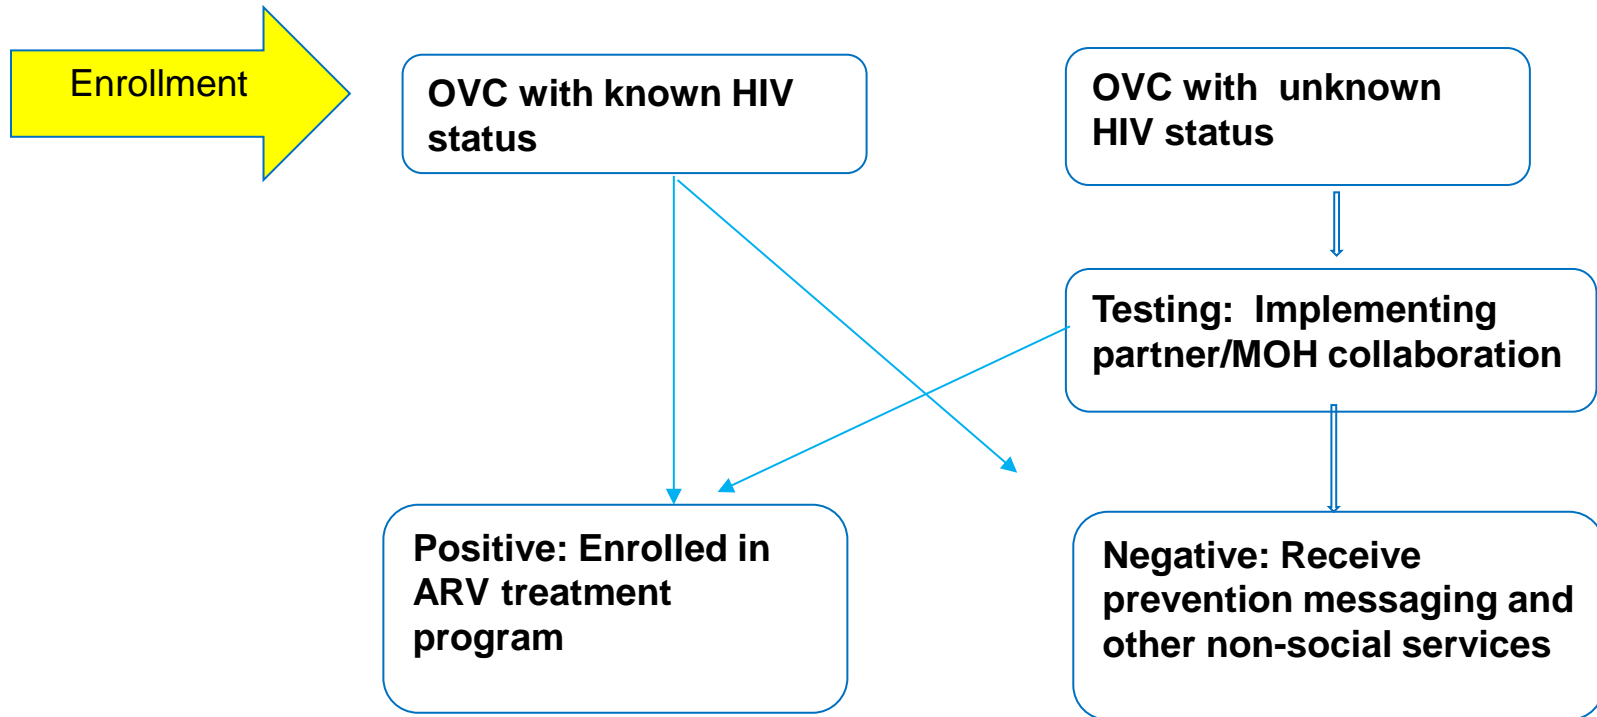 Enrollment
OVC with known HIV
status
OVC with  unknown
HIV status
Testing:  Implementing
partner/MOH collaboration
Positive: Enrolled in
ARV treatment
program
Negative: Receive
prevention messaging and
other non-social services